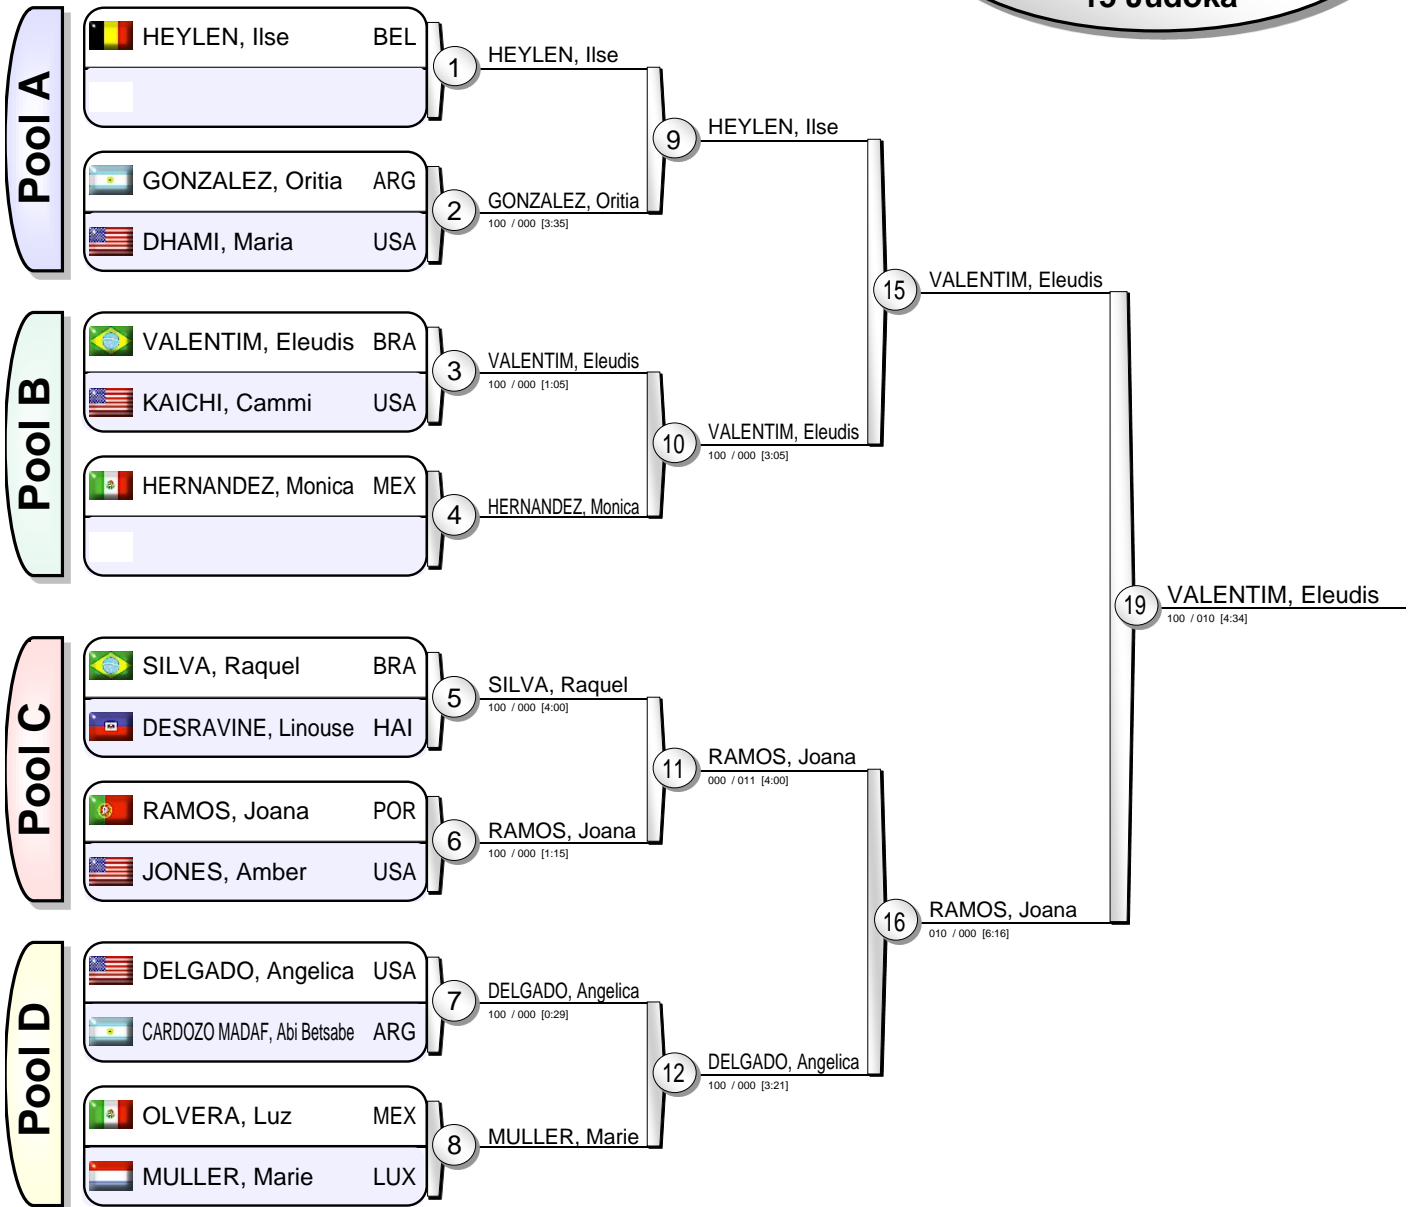 15 Judoka
Pool A
HEYLEN, Ilse BEL
GONZALEZ, Oritia ARG
DHAMI, Maria USA
Pool B
VALENTIM, Eleudis BRA
KAICHI, Cammi USA
HERNANDEZ, Monica MEX
Pool C
SILVA, Raquel BRA
DESRAVINE, Linouse HAI
RAMOS, Joana POR
JONES, Amber USA
Pool D
DELGADO, Angelica USA
CARDOZO MADAF, Abi Betsabe ARG
OLVERA, Luz MEX
MULLER, Marie LUX
1 HEYLEN, Ilse
2 GONZALEZ, Oritia
100 / 000 [3:35]
3 VALENTIM, Eleudis
100 / 000 [1:05]
4 HERNANDEZ, Monica
5 SILVA, Raquel
100 / 000 [4:00]
6 RAMOS, Joana
100 / 000 [1:15]
7 DELGADO, Angelica
100 / 000 [0:29]
8 MULLER, Marie
9 HEYLEN, Ilse
10 VALENTIM, Eleudis
100 / 000 [3:05]
11 RAMOS, Joana
000 / 011 [4:00]
12 DELGADO, Angelica
100 / 000 [3:21]
15 VALENTIM, Eleudis
16 RAMOS, Joana
010 / 000 [6:16]
19 VALENTIM, Eleudis
100 / 010 [4:34]